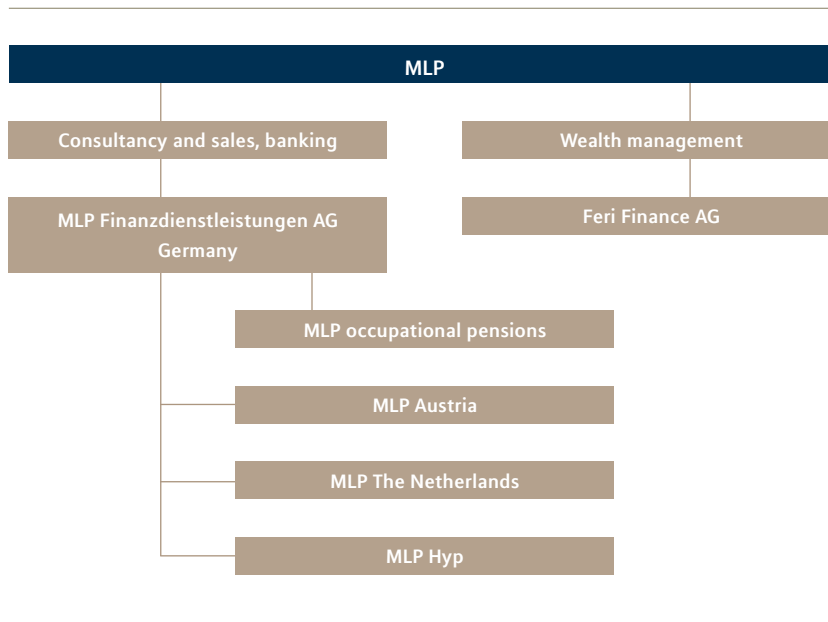 MLP
Consultancy and sales, banking
Wealth management
MLP Finanzdienstleistungen AG
Germany
Feri Finance AG
MLP occupational pensions
MLP Austria
MLP The Netherlands
MLP Hyp